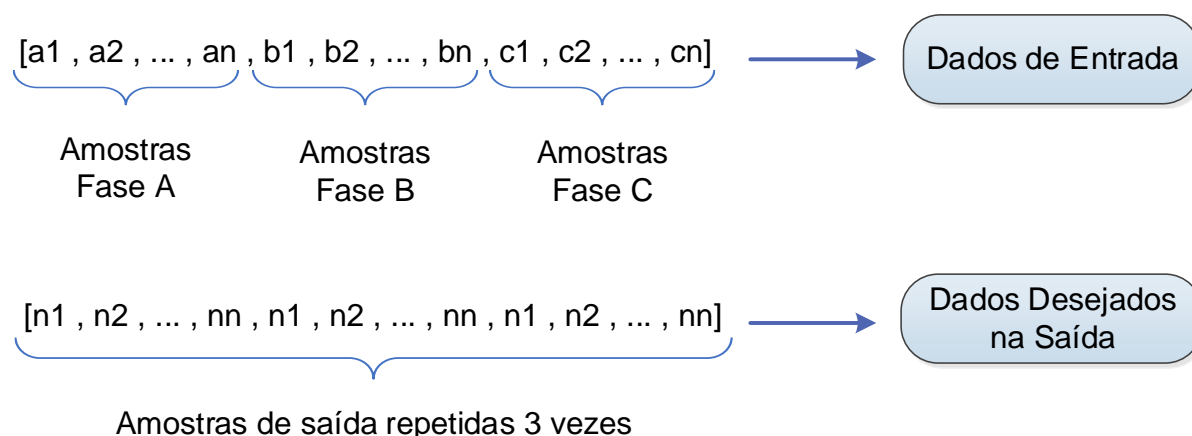 [a1 , a2 , ... , an , b1 , b2 , ... , bn , c1 , c2 , ... , cn]
Dados de Entrada
Amostras
Fase A
Amostras
Fase B
Amostras
Fase C
[n1 , n2 , ... , nn , n1 , n2 , ... , nn , n1 , n2 , ... , nn]
Dados Desejados
na Saída
Amostras de saída repetidas 3 vezes